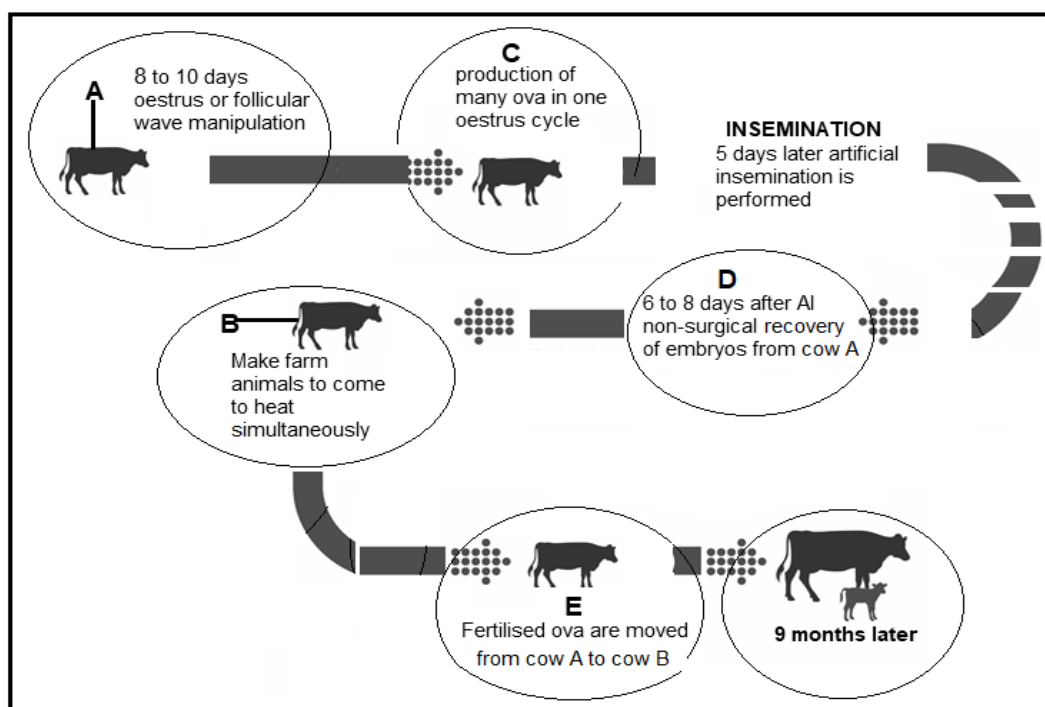 A
8 to 10 days
oestrus or follicular
wave manipulation
C
production of
many ova in one
oestrus cycle
INSEMINATION
5 days later artificial
insemination is
performed
D
6 to 8 days after AI
non-surgical recovery
of embryos from cow A
B
Make farm
animals to come
to heat
simultaneously
E
Fertilised ova are moved
from cow A to cow B
9 months later